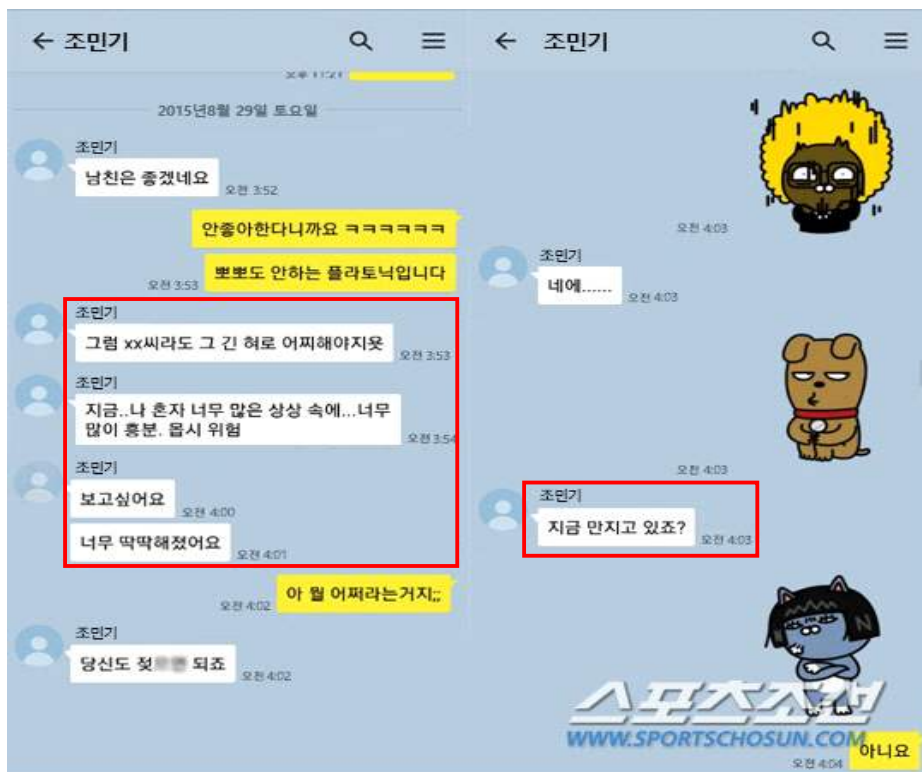 조민기
오후 11:21
2015년8월 29일 토요일
조민기
남친은 좋겠네요
오전 3:52
안좋아한다니까요 ㅋㅋㅋㅋㅋㅋ
뽀뽀도 안하는 플라토닉입니다
오전 3:53
조민기
그럼 xx씨라도 그 긴 혀로 어찌해야지욧
오전 3:53
조민기
지금..나 혼자 너무 많은 상상 속에...너무
많이 흥분. 몹시 위험
오전 3:54
조민기
보고싶어요
오전 4:00
너무 딱딱해졌어요
오전 4:01
아 뭘 어쩌라는거지;;
오전 4:02
조민기
당신도 젖 되죠
오전 4:02
조민기
오전 4:03
조민기
네에......
오전 4:03
오전 4:03
조민기
지금 만지고 있죠?
오전 4:03
스포츠조선
WWW.SPORTSCHOSUN.COM
아니요
오전 4:04